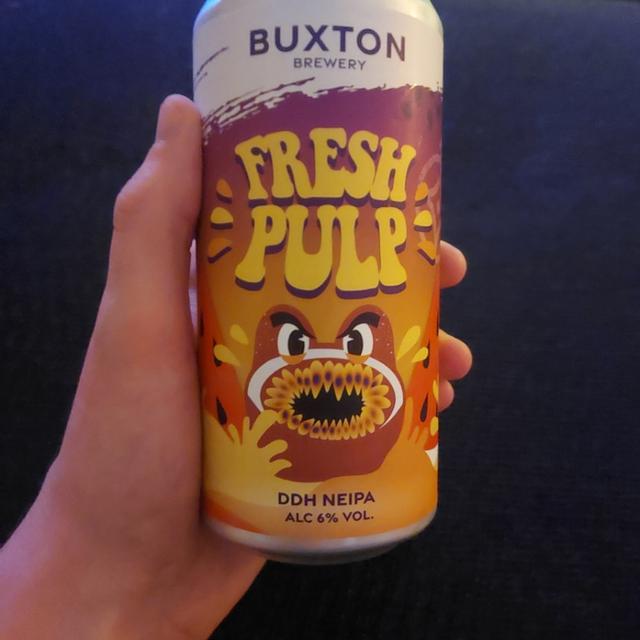 BUXTON
BREWERY
FRESH
PULP
DDH NEIPA
ALC 6% VOL.